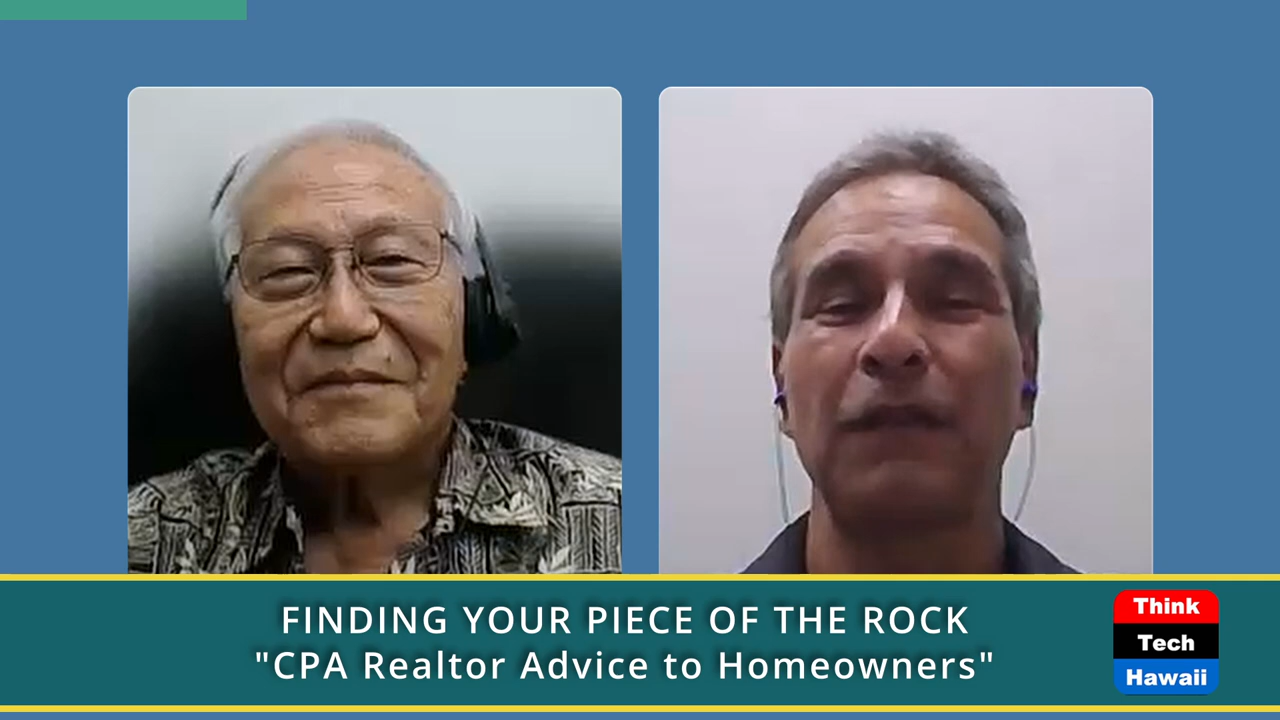 FINDING YOUR PIECE OF THE ROCK
"CPA Realtor Advice to Homeowners"
Think
Tech
Hawaii